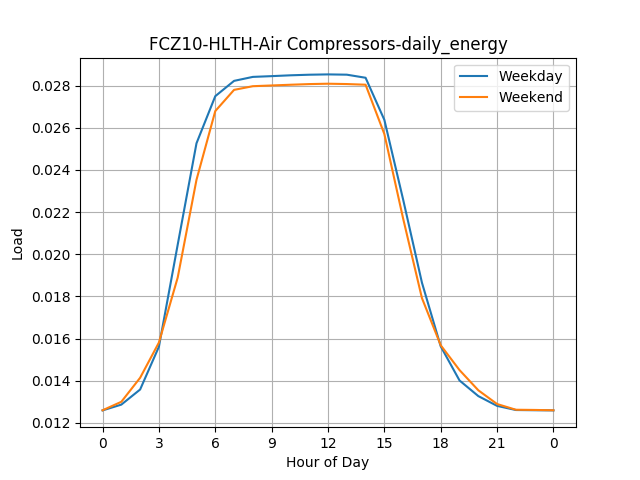 FCZ10-HLTH-Air Compressors-daily_energy
Weekday
Weekend
0.028
0.026
0.024
0.022
0.020
0.018
0.016
0.014
0.012
Load
0 3 6 9 12 15 18 21 0
Hour of Day